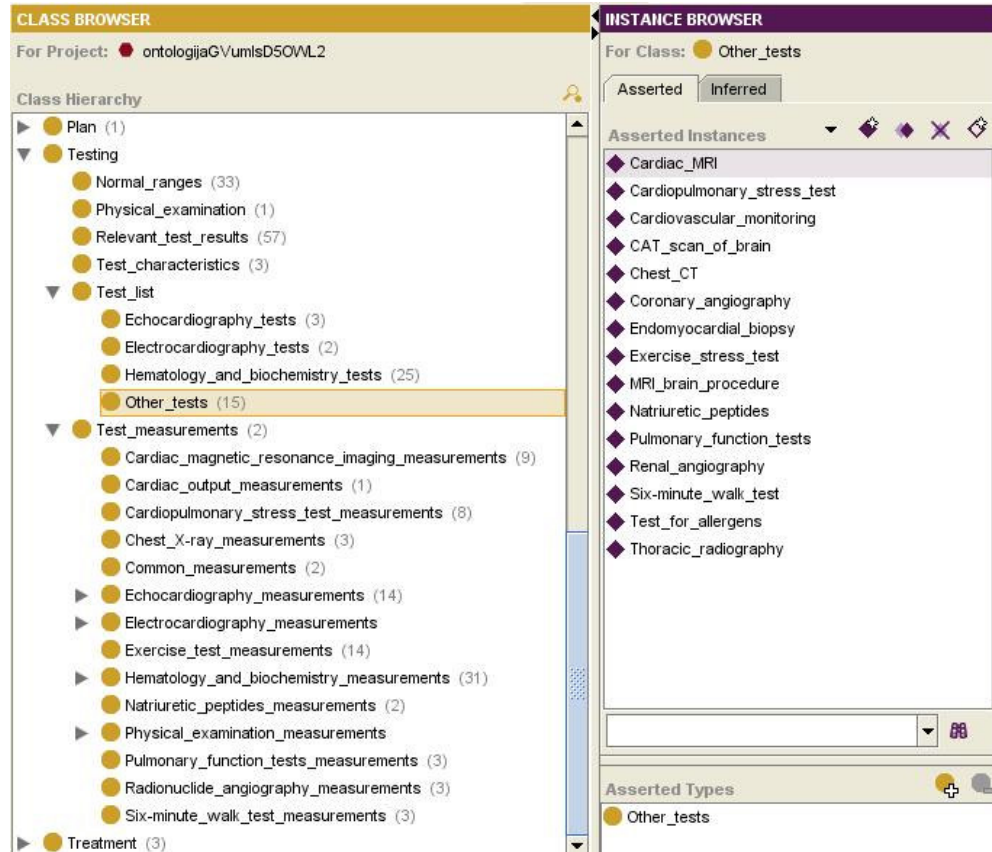 CLASS BROWSER
For Project: ontologijaGVumlsD5OWL2
Class Hierarchy
Plan (1)
Testing
Normal_ranges (33)
Physical_examination (1)
Relevant_test_results (57)
Test_characteristics (3)
Test_list
Echocardiography_tests (3)
Electrocardiography_tests (2)
Hematology_and_biochemistry_tests (25)
Other_tests (15)
Test_measurements (2)
Cardiac_magnetic_resonance_imaging_measurements (9)
Cardiac_output_measurements (1)
Cardiopulmonary_stress_test_measurements (8)
Chest_X-ray_measurements (3)
Common_measurements (2)
Echocardiography_measurements (14)
Electrocardiography_measurements
Exercise_test_measurements (14)
Hematology_and_biochemistry_measurements (31)
Natriuretic_peptides_measurements (2)
Physical_examination_measurements
Pulmonary_function_tests_measurements (3)
Radionuclide_angiography_measurements (3)
Six-minute_walk_test_measurements (3)
Treatment (3)
INSTANCE BROWSER
For Class: Other_tests
Asserted Inferred
Asserted Instances
Cardiac_MRI
Cardiopulmonary_stress_test
Cardiovascular_monitoring
CAT_scan_of_brain
Chest_CT
Coronary_angiography
Endomyocardial_biopsy
Exercise_stress_test
MRI_brain_procedure
Natriuretic_peptides
Pulmonary_function_tests
Renal_angiography
Six-minute_walk_test
Test_for_allergens
Thoracic_radiography
Asserted Types
Other_tests